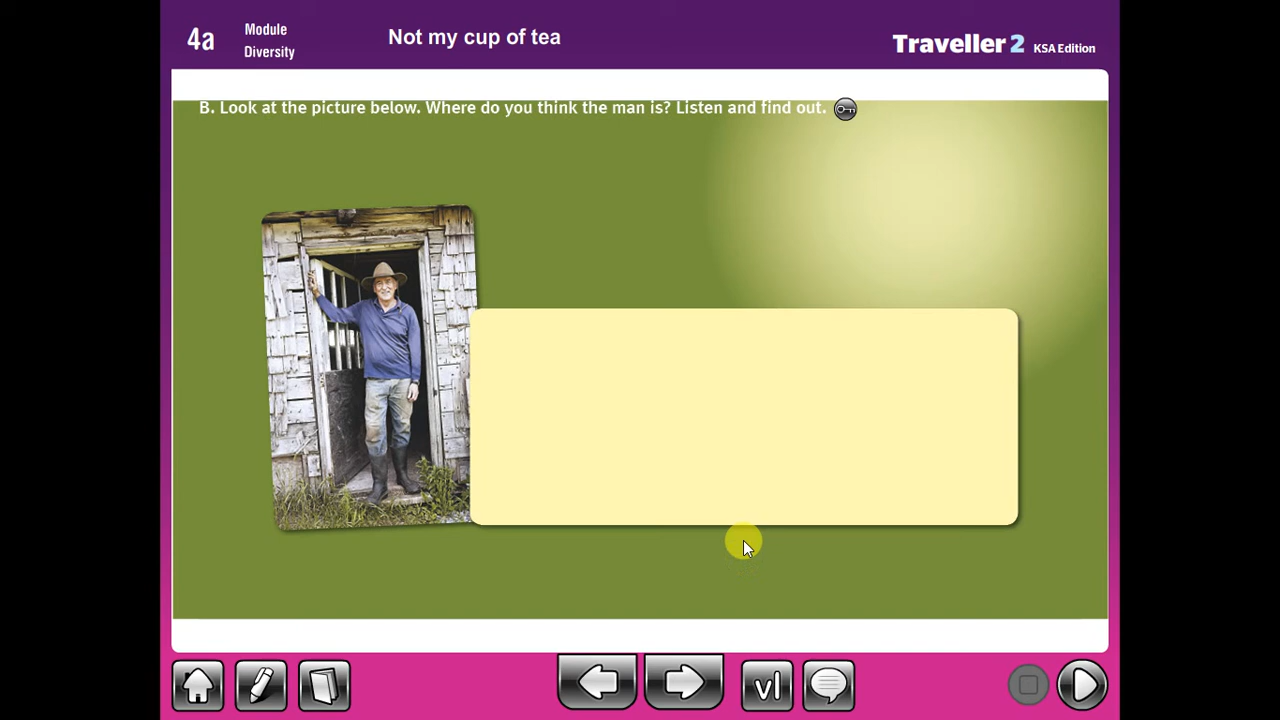 4a
Module
Diversity
Not my cup of tea
Traveller 2 KSA Edition
B. Look at the picture below. Where do you think the man is? Listen and find out.
vl